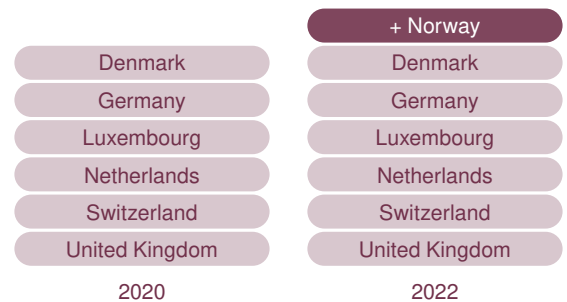 + Norway
Denmark
Germany
Luxembourg
Netherlands
Switzerland
United Kingdom
2020
Denmark
Germany
Luxembourg
Netherlands
Switzerland
United Kingdom
2022